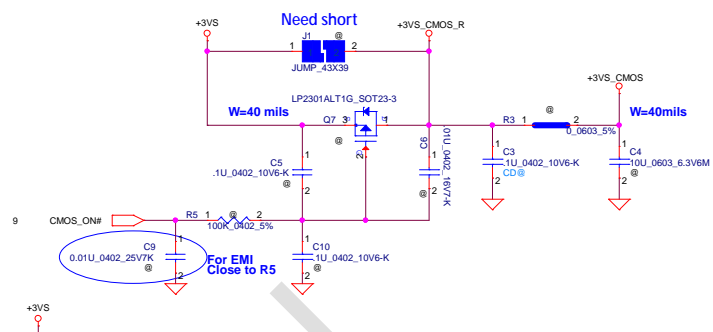 Need short
+3VS
+3VS_CMOS_R
J1 @
1 2
JUMP_43X39
+3VS_CMOS
LP2301ALT1G_SOT23-3
W=40 mils
Q7 3 1
@
2
R3 1 @ 2
0_0603_5%
W=40mils
C5
.1U_0402_10V6-K
@
1
2
C6
.01U_0402_16V7-K
@
1
2
C3
.1U_0402_10V6-K
CD@
1
2
C4
10U_0603_6.3V6M
@
1
2
9 CMOS_ON#
R5 1 @ 2
100K_0402_5%
C9
0.01U_0402_25V7K
@
1
2
For EMI
Close to R5
C10
.1U_0402_10V6-K
@
1
2
+3VS